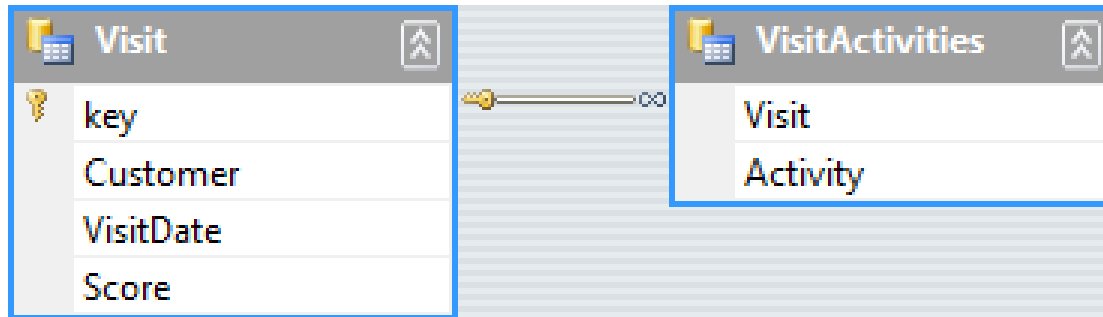 Visit
key
Customer
VisitDate
Score
VisitActivities
Visit
Activity